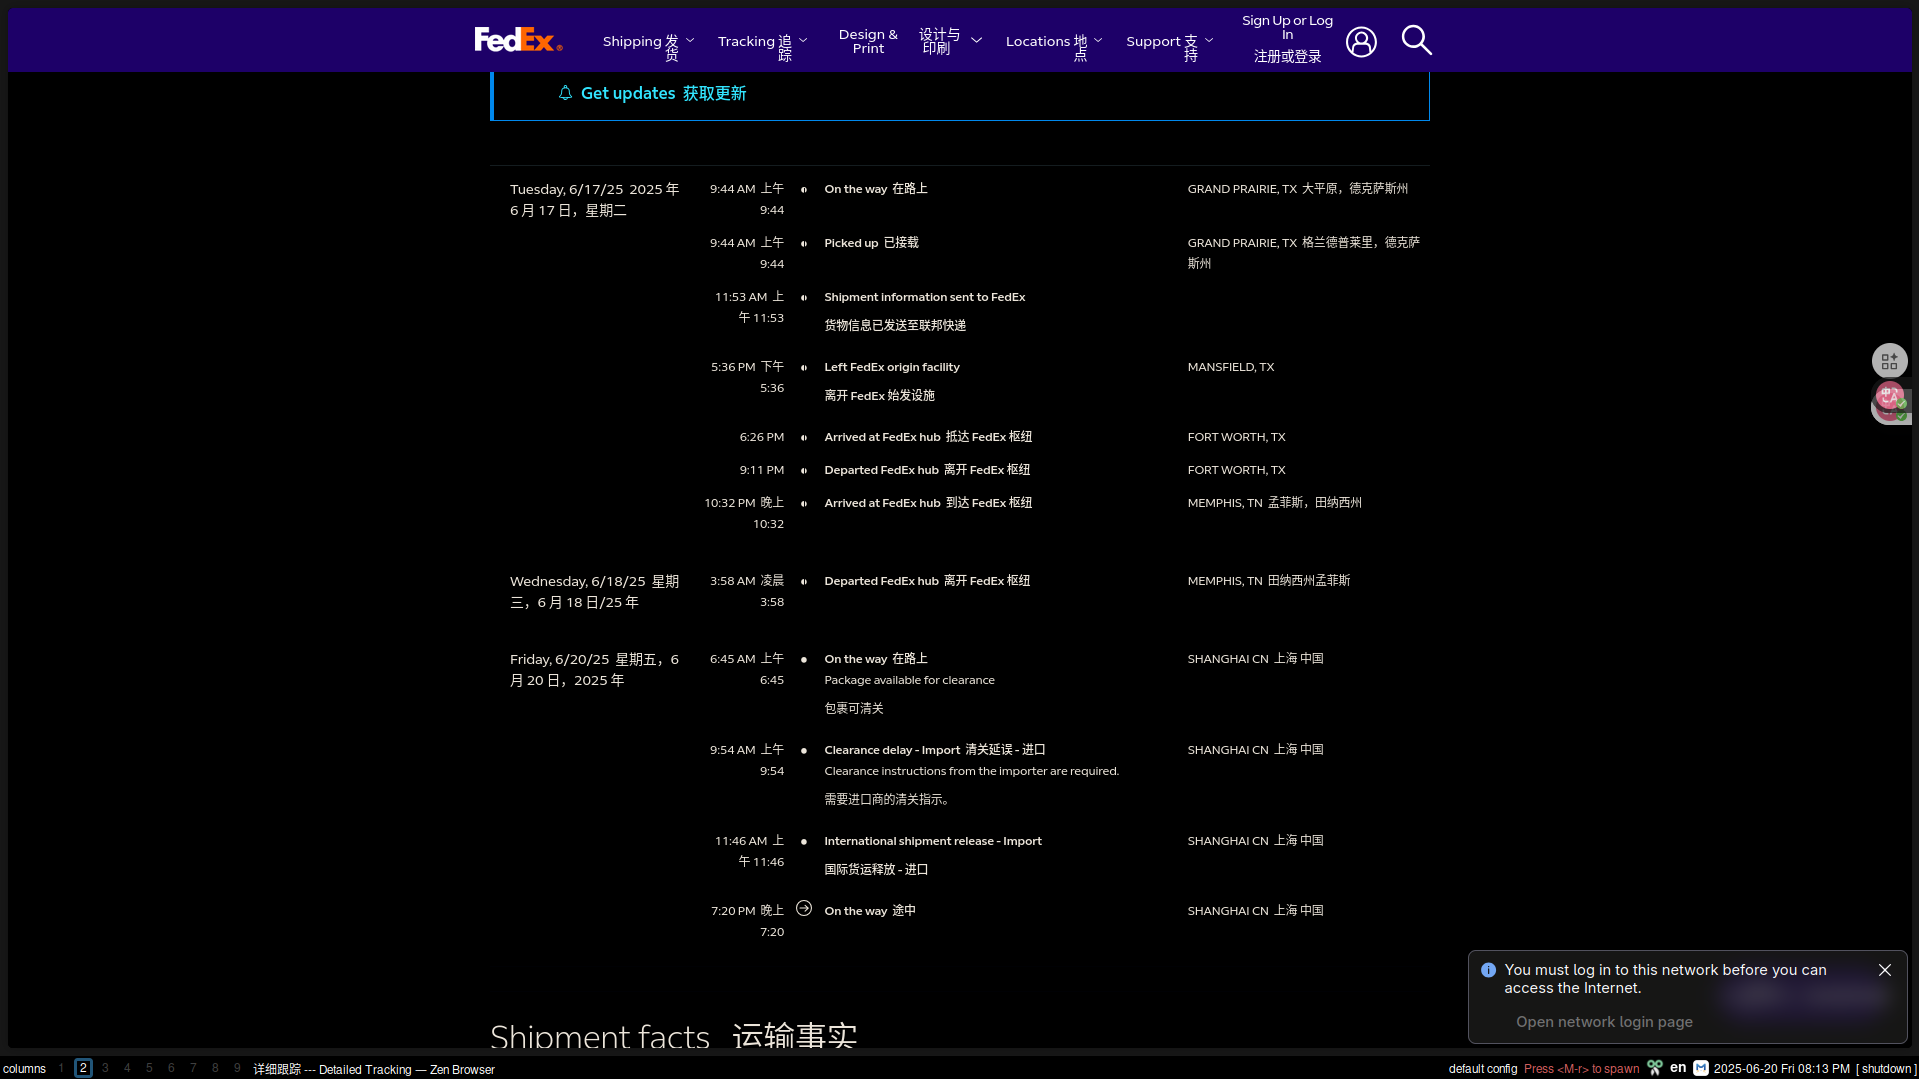 FedEx®
Shipping 发货
Tracking 追踪
Design & Print 设计与印刷
Locations 地点
Support 支持
Sign Up or Log In
注册或登录
Get updates 获取更新
Tuesday, 6/17/25 2025 年
6 月 17 日，星期二
9:44 AM 上午
9:44
On the way 在路上
GRAND PRAIRIE, TX 大平原，德克萨斯州
9:44 AM 上午
9:44
Picked up 已接载
GRAND PRAIRIE, TX 格兰德普莱里，德克萨
斯州
11:53 AM 上
午 11:53
Shipment information sent to FedEx
货物信息已发送至联邦快递
5:36 PM 下午
5:36
Left FedEx origin facility
离开 FedEx 始发设施
MANSFIELD, TX
6:26 PM
Arrived at FedEx hub 抵达 FedEx 枢纽
FORT WORTH, TX
9:11 PM
Departed FedEx hub 离开 FedEx 枢纽
FORT WORTH, TX
10:32 PM 晚上
10:32
Arrived at FedEx hub 到达 FedEx 枢纽
MEMPHIS, TN 孟菲斯，田纳西州
Wednesday, 6/18/25 星期
三，6 月 18 日/25 年
3:58 AM 凌晨
3:58
Departed FedEx hub 离开 FedEx 枢纽
MEMPHIS, TN 田纳西州孟菲斯
Friday, 6/20/25 星期五，6
月 20 日，2025 年
6:45 AM 上午
6:45
On the way 在路上
Package available for clearance
包裹可清关
SHANGHAI CN 上海 中国
9:54 AM 上午
9:54
Clearance delay - Import 清关延误 - 进口
Clearance instructions from the importer are required.
需要进口商的清关指示。
SHANGHAI CN 上海 中国
11:46 AM 上
午 11:46
International shipment release - Import
国际货运释放 - 进口
SHANGHAI CN 上海 中国
7:20 PM 晚上
7:20
On the way 途中
SHANGHAI CN 上海 中国
Shipment facts 运输事实
You must log in to this network before you can
access the Internet.
Open network login page
columns 1 2 3 4 5 6 7 8 9 详细跟踪 --- Detailed Tracking — Zen Browser
default config Press <M-r> to spawn en 2025-06-20 Fri 08:13 PM [ shutdown ]